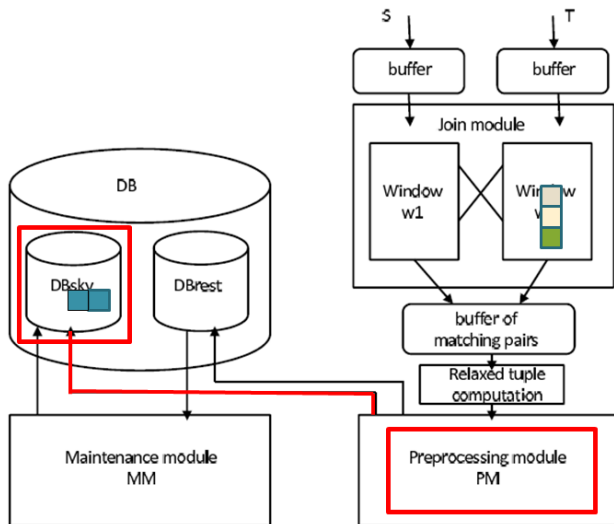 S T
buffer buffer
Join module
Window Window
w1 w
DB
DBsky DBrest
buffer of
matching pairs
Relaxed tuple
computation
Maintenance module
MM
Preprocessing module
PM